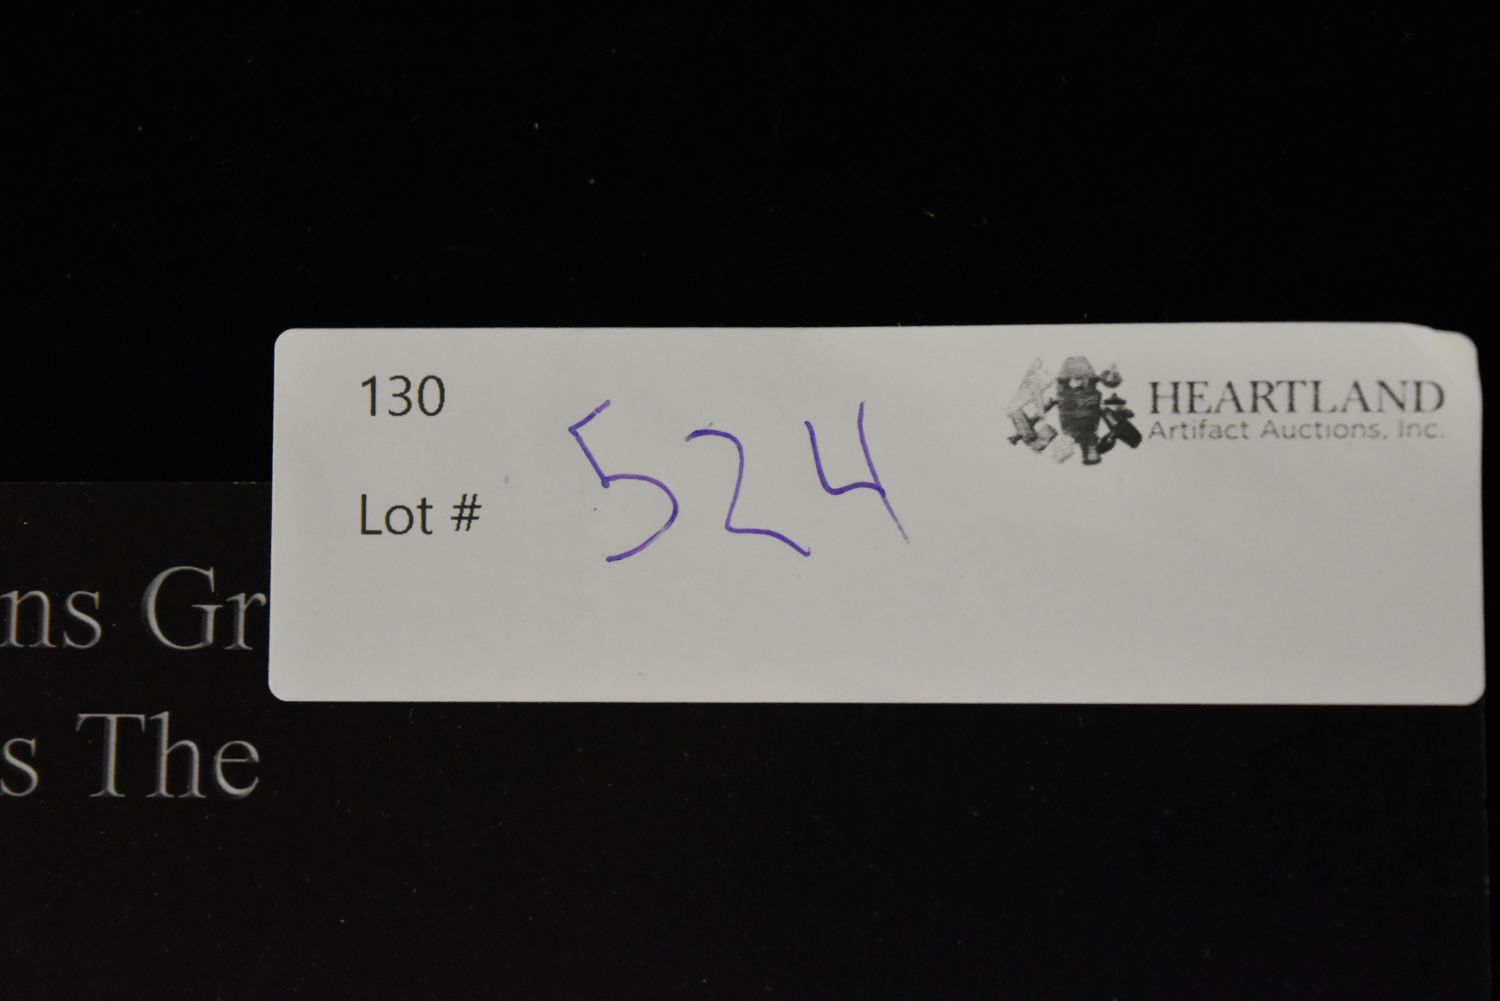 130
HEARTLAND
Artifact Auctions, Inc.
Lot # 524
ns Gr
s The